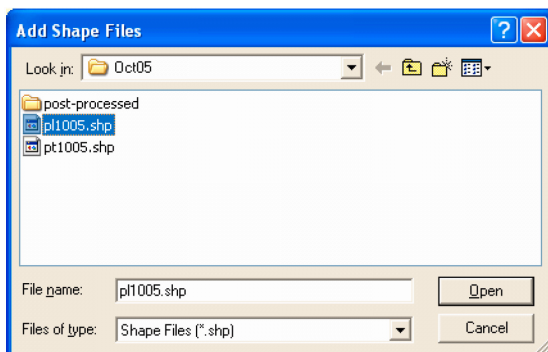 Add Shape Files
Look in: Oct05
post-processed
pl1005.shp
pt1005.shp
File name: pl1005.shp Open
Files of type: Shape Files (*.shp) Cancel